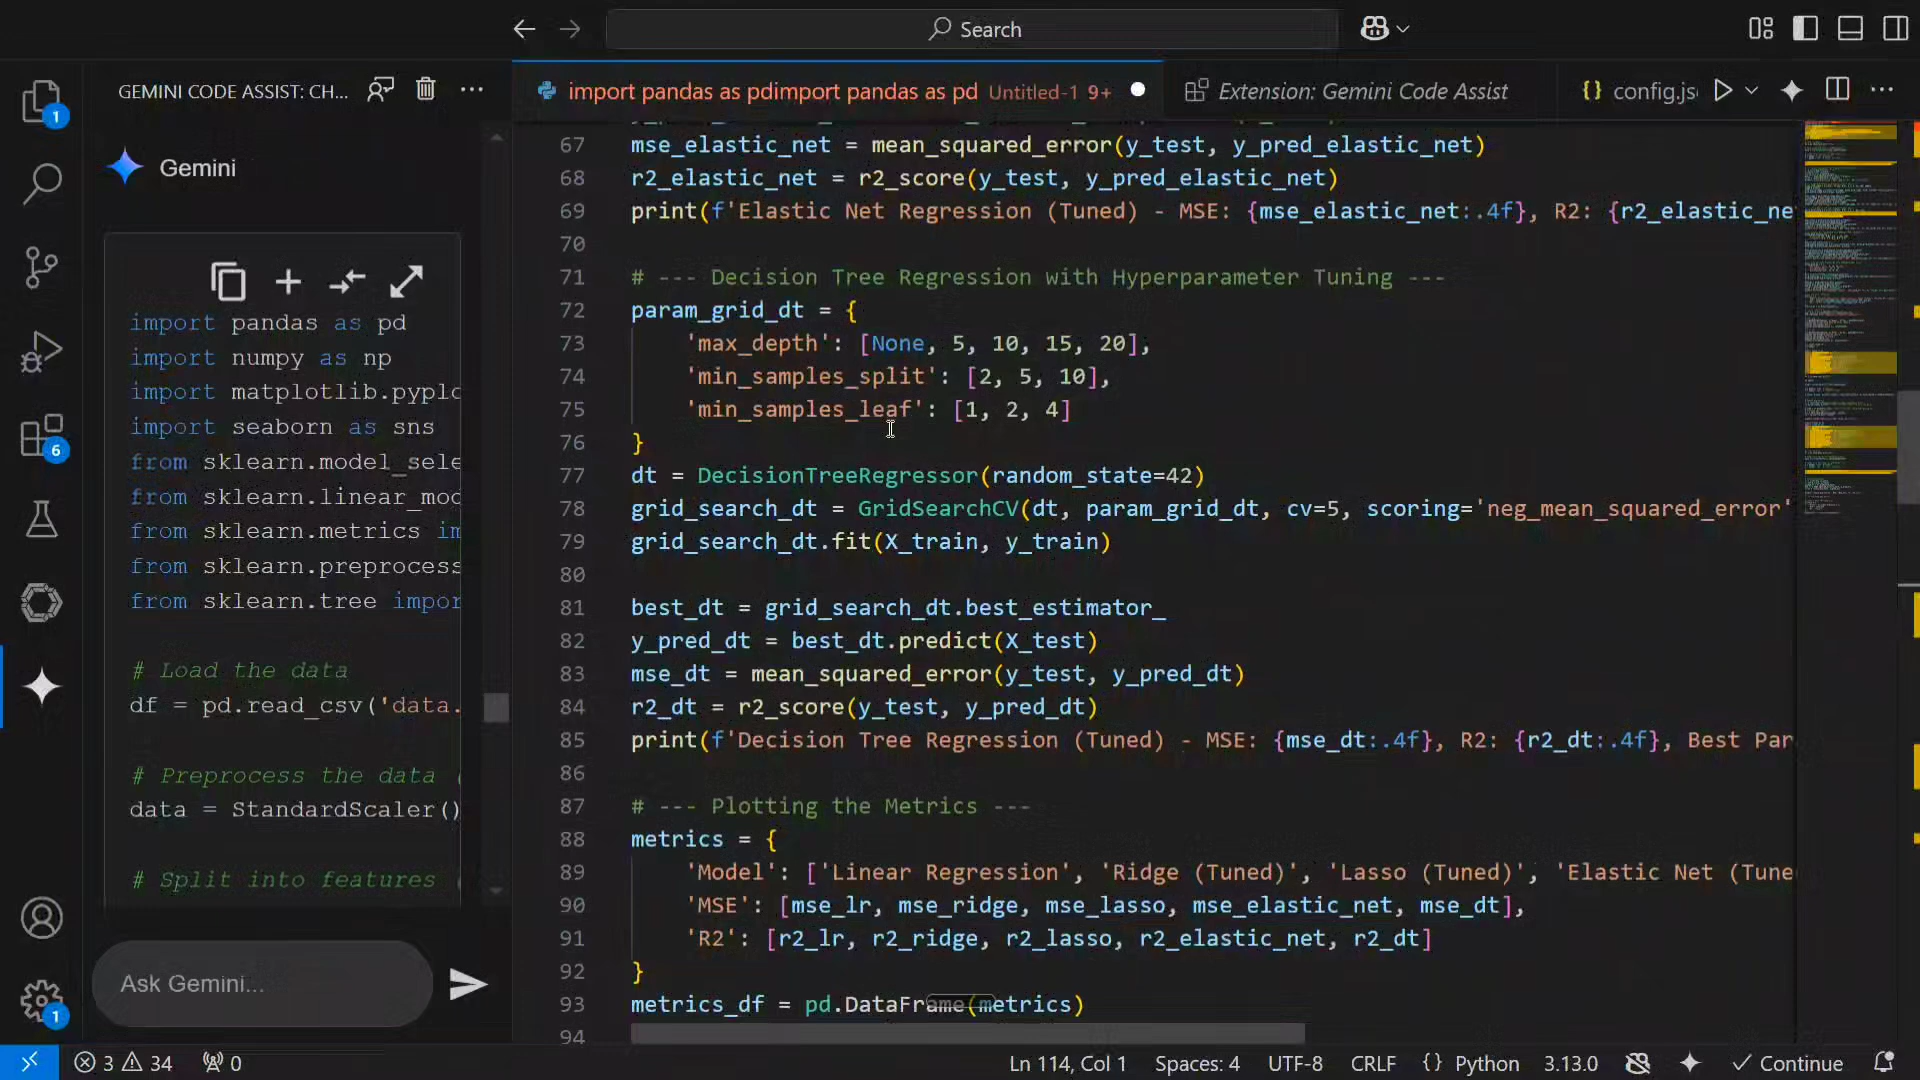 Search
GEMINI CODE ASSIST: CH...
import pandas as pdimport pandas as pd Untitled-1 9+
Extension: Gemini Code Assist
{} config.js
1
6
1
Gemini
import pandas as pd
import numpy as np
import matplotlib.pyplo
import seaborn as sns
from sklearn.model_sele
from sklearn.linear_mod
from sklearn.metrics im
from sklearn.preprocess
from sklearn.tree impor
# Load the data
df = pd.read_csv('data.
# Preprocess the data (
data = StandardScaler()
# Split into features (
Ask Gemini...
67 mse_elastic_net = mean_squared_error(y_test, y_pred_elastic_net)
68 r2_elastic_net = r2_score(y_test, y_pred_elastic_net)
69 print(f'Elastic Net Regression (Tuned) - MSE: {mse_elastic_net:.4f}, R2: {r2_elastic_ne
70
71 # --- Decision Tree Regression with Hyperparameter Tuning ---
72 param_grid_dt = {
73 'max_depth': [None, 5, 10, 15, 20],
74 'min_samples_split': [2, 5, 10],
75 'min_samples_leaf': [1, 2, 4]
76 }
77 dt = DecisionTreeRegressor(random_state=42)
78 grid_search_dt = GridSearchCV(dt, param_grid_dt, cv=5, scoring='neg_mean_squared_error'
79 grid_search_dt.fit(X_train, y_train)
80
81 best_dt = grid_search_dt.best_estimator_
82 y_pred_dt = best_dt.predict(X_test)
83 mse_dt = mean_squared_error(y_test, y_pred_dt)
84 r2_dt = r2_score(y_test, y_pred_dt)
85 print(f'Decision Tree Regression (Tuned) - MSE: {mse_dt:.4f}, R2: {r2_dt:.4f}, Best Par
86
87 # --- Plotting the Metrics ---
88 metrics = {
89 'Model': ['Linear Regression', 'Ridge (Tuned)', 'Lasso (Tuned)', 'Elastic Net (Tune
90 'MSE': [mse_lr, mse_ridge, mse_lasso, mse_elastic_net, mse_dt],
91 'R2': [r2_lr, r2_ridge, r2_lasso, r2_elastic_net, r2_dt]
92 }
93 metrics_df = pd.DataFrame(metrics)
94
3 34 0
Ln 114, Col 1 Spaces: 4 UTF-8 CRLF {} Python 3.13.0 Continue